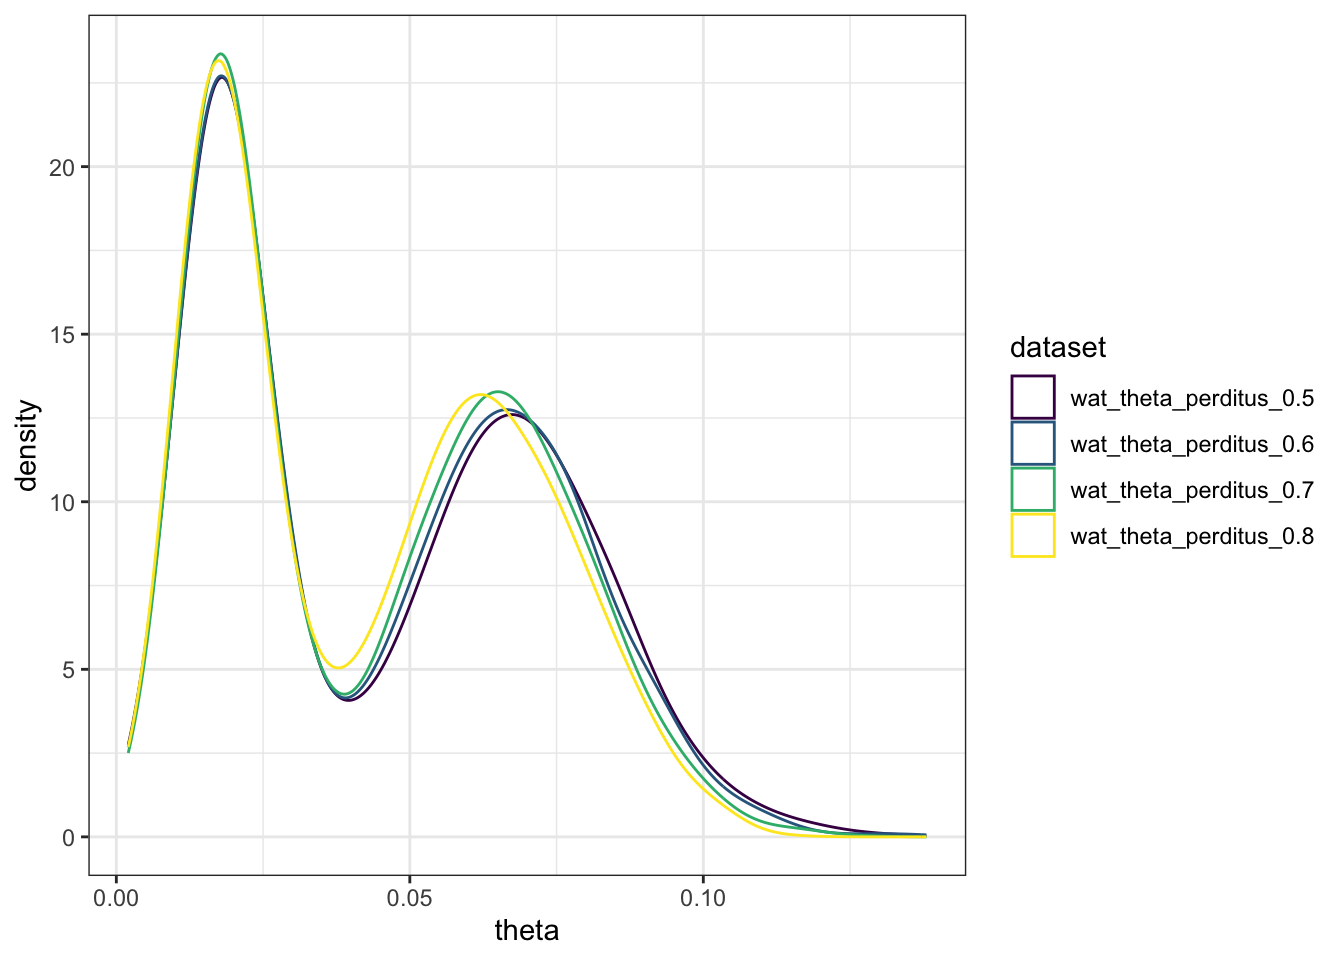 20
15
10
5
0
density
0.00
0.05
0.10
theta
dataset
wat_theta_perditus_0.5
wat_theta_perditus_0.6
wat_theta_perditus_0.7
wat_theta_perditus_0.8